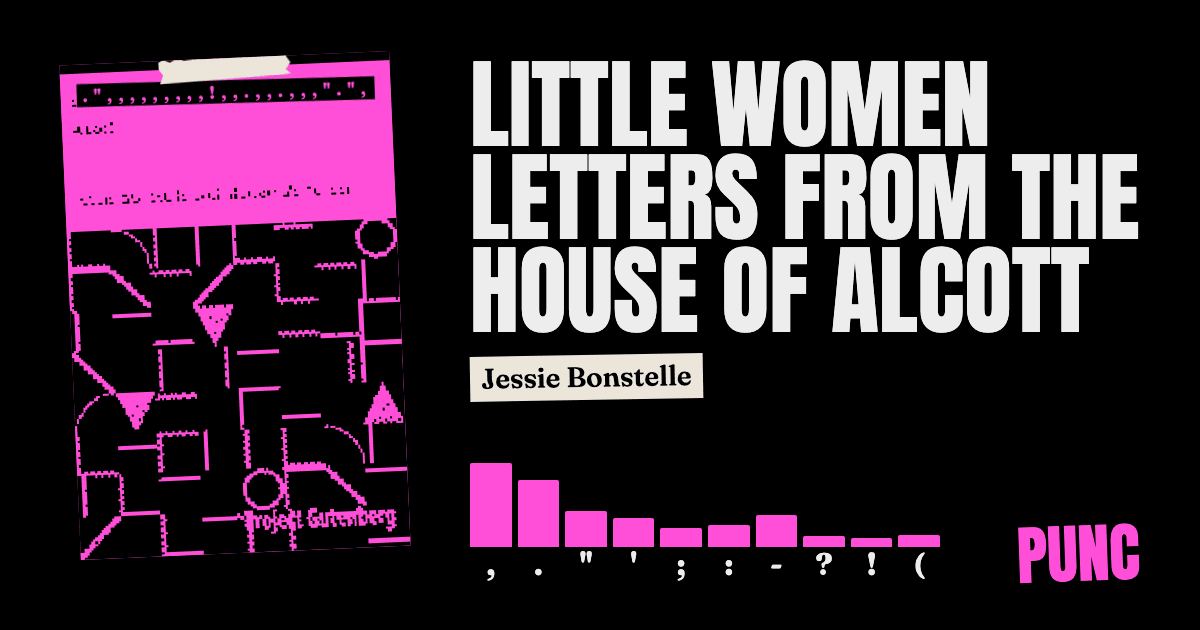 .",,,,,,,,,!,,.,,.,,,".",
LITTLE WOMEN
LETTERS FROM THE
HOUSE OF ALCOTT
Jessie Bonstelle
, . " ' ; : - ? ! (
Project Gutenberg
PUNC